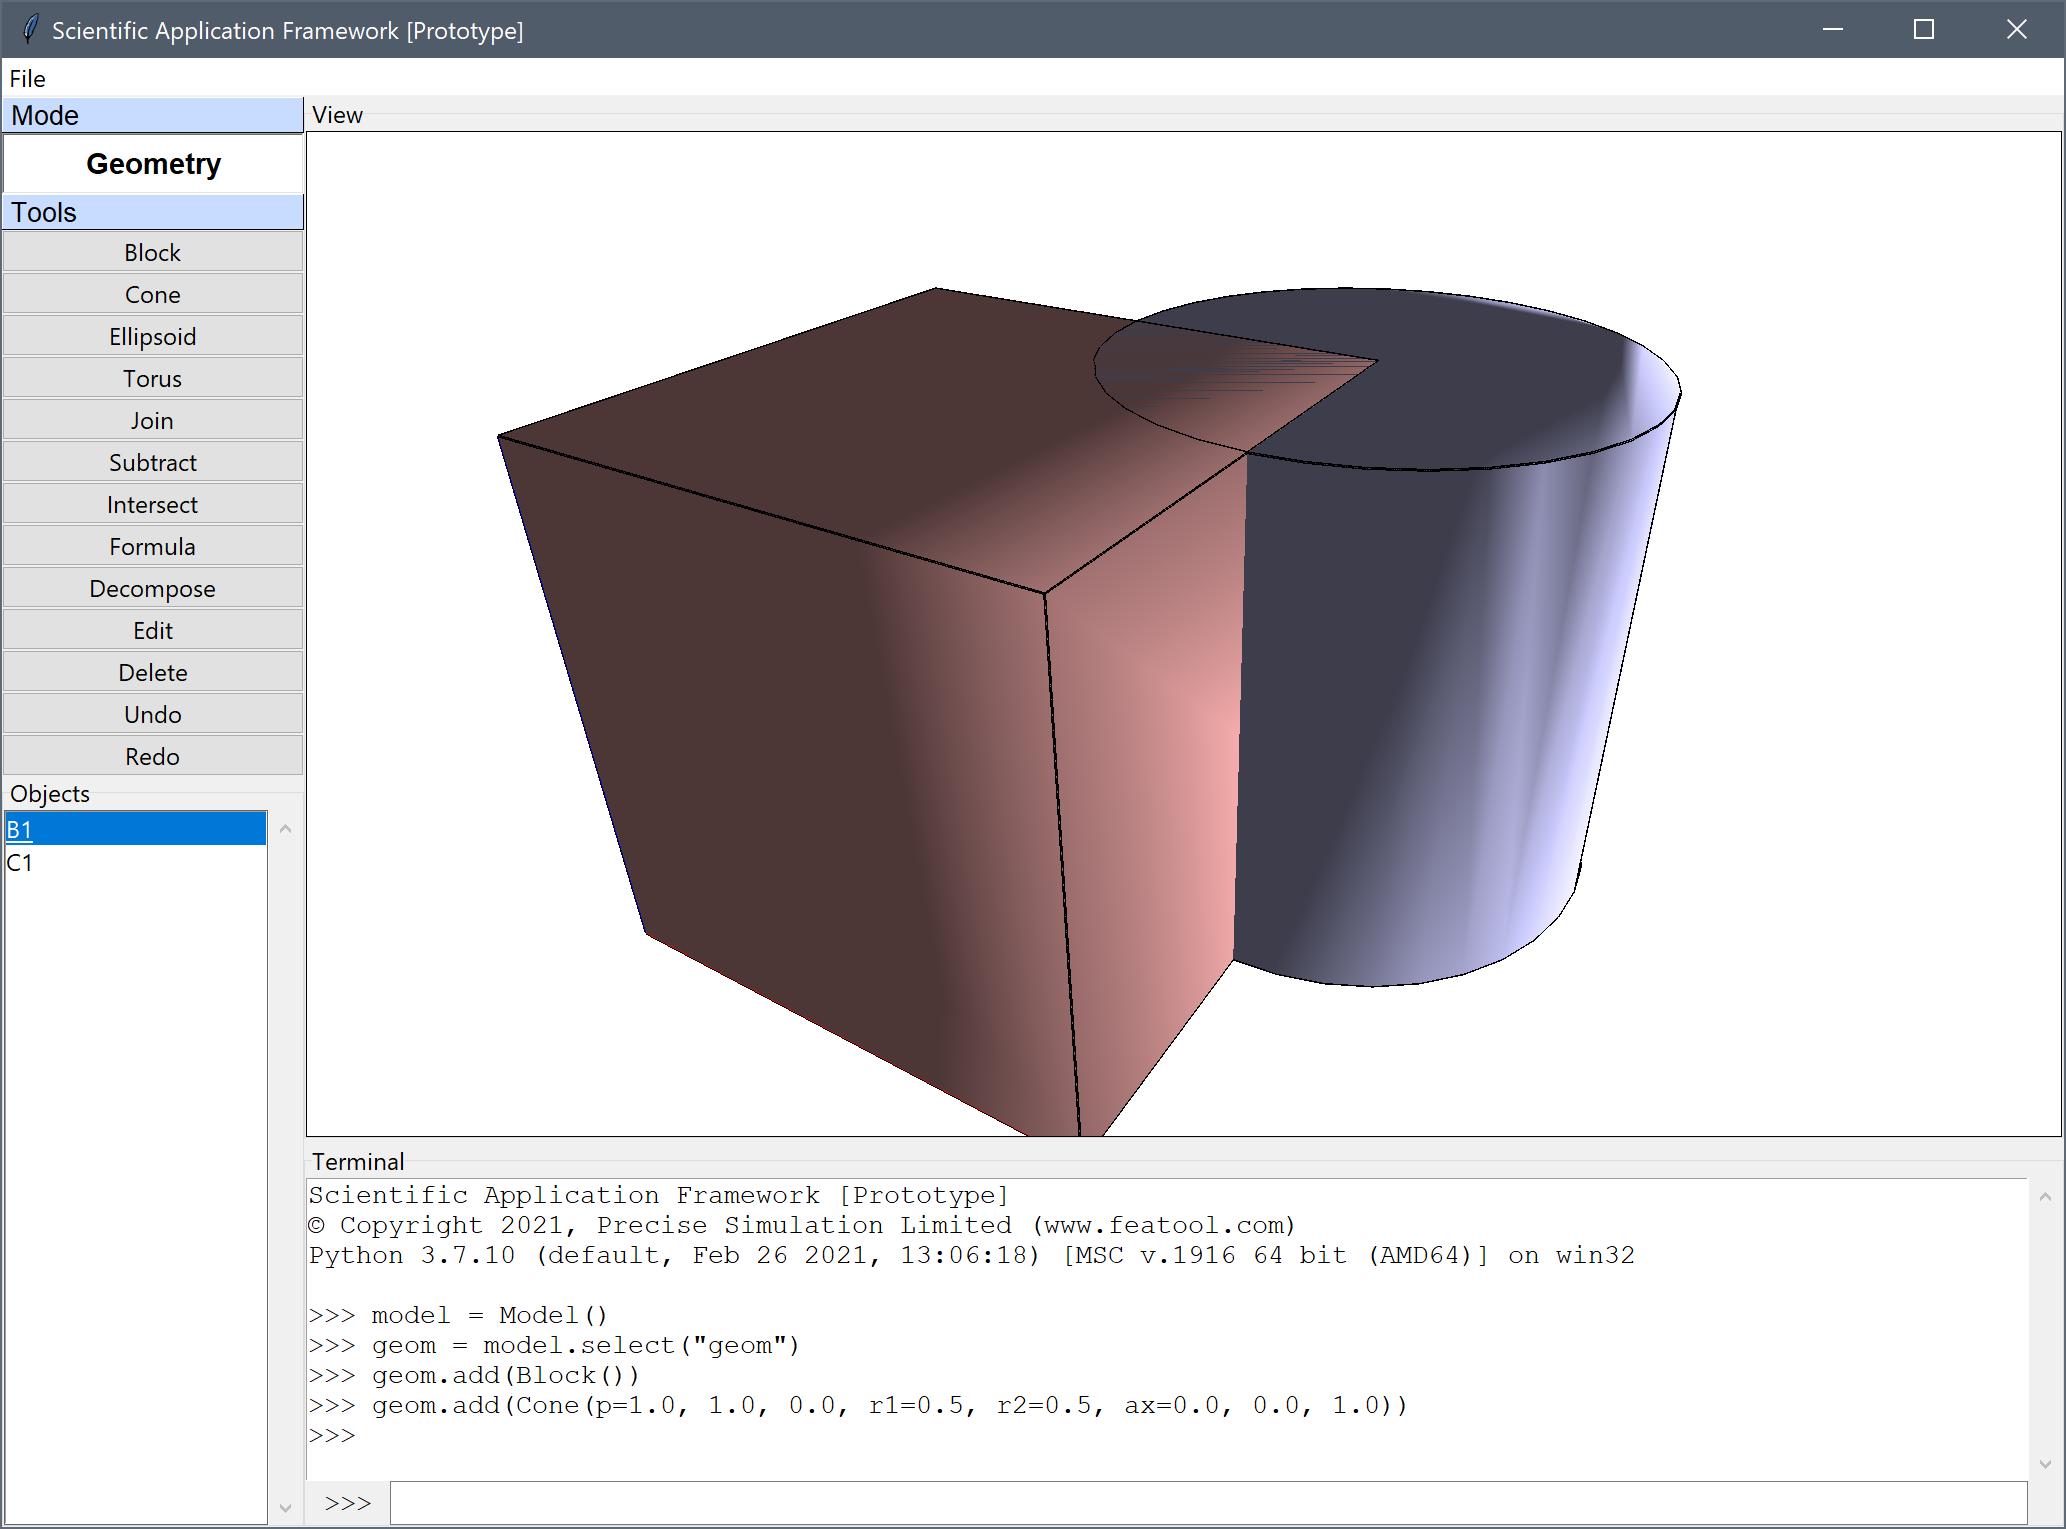 Scientific Application Framework [Prototype]
File
Mode
Geometry
Tools
Block
Cone
Ellipsoid
Torus
Join
Subtract
Intersect
Formula
Decompose
Edit
Delete
Undo
Redo
Objects
B1
C1
View
Terminal
Scientific Application Framework [Prototype]
© Copyright 2021, Precise Simulation Limited (www.featool.com)
Python 3.7.10 (default, Feb 26 2021, 13:06:18) [MSC v.1916 64 bit (AMD64)] on win32
>>> model = Model()
>>> geom = model.select("geom")
>>> geom.add(Block())
>>> geom.add(Cone(p=1.0, 1.0, 0.0, r1=0.5, r2=0.5, ax=0.0, 0.0, 1.0))
>>>
>>>